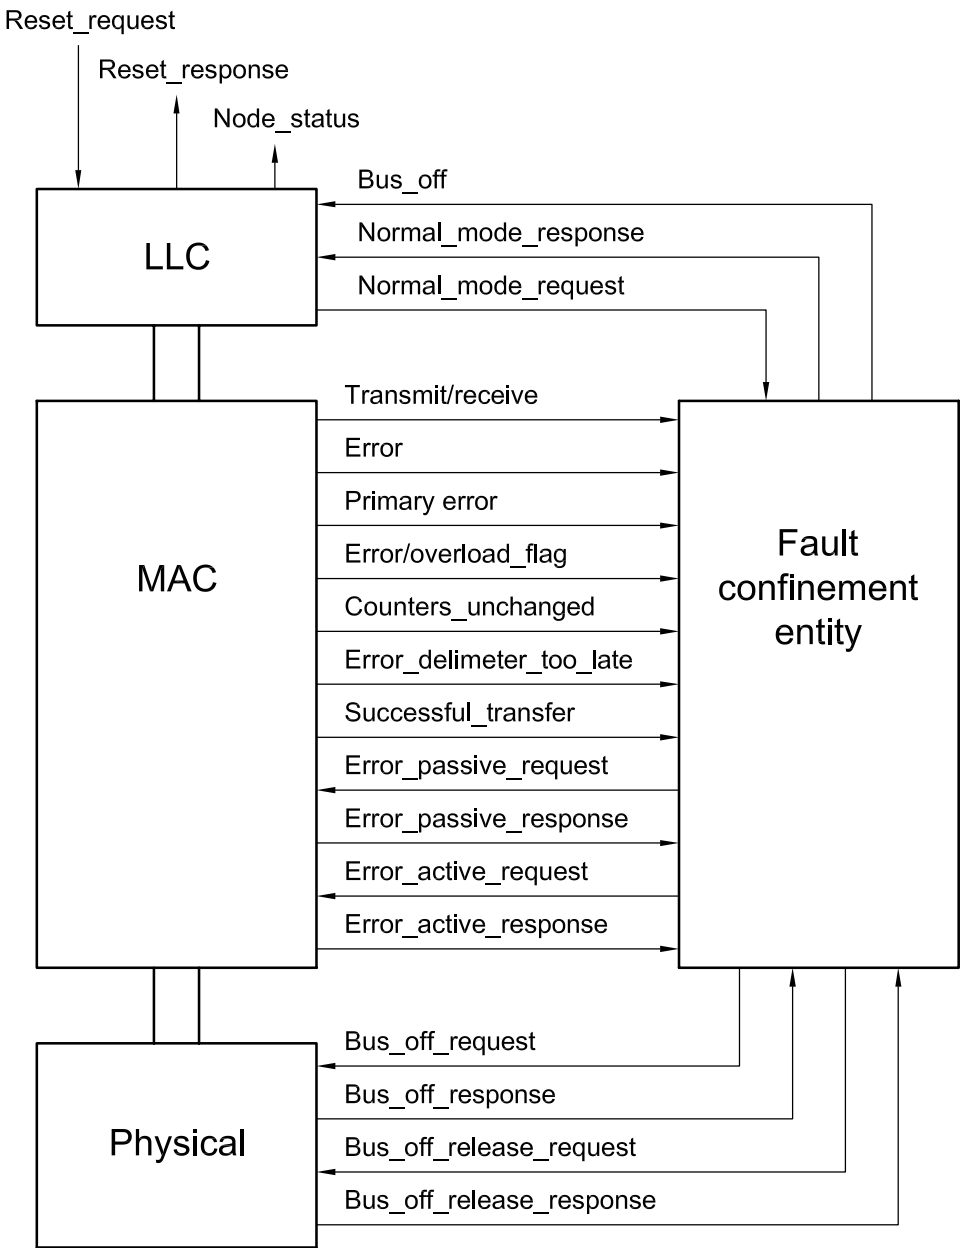 Reset_request
Reset_response
Node_status
Bus_off
Normal_mode_response
LLC
Normal_mode_request
Transmit/receive
Error
Primary error
Error/overload_flag
MAC
Counters_unchanged
Error_delimeter_too_late
Successful_transfer
Error_passive_request
Error_passive_response
Error_active_request
Error_active_response
Fault
confinement
entity
Bus_off_request
Bus_off_response
Physical
Bus_off_release_request
Bus_off_release_response